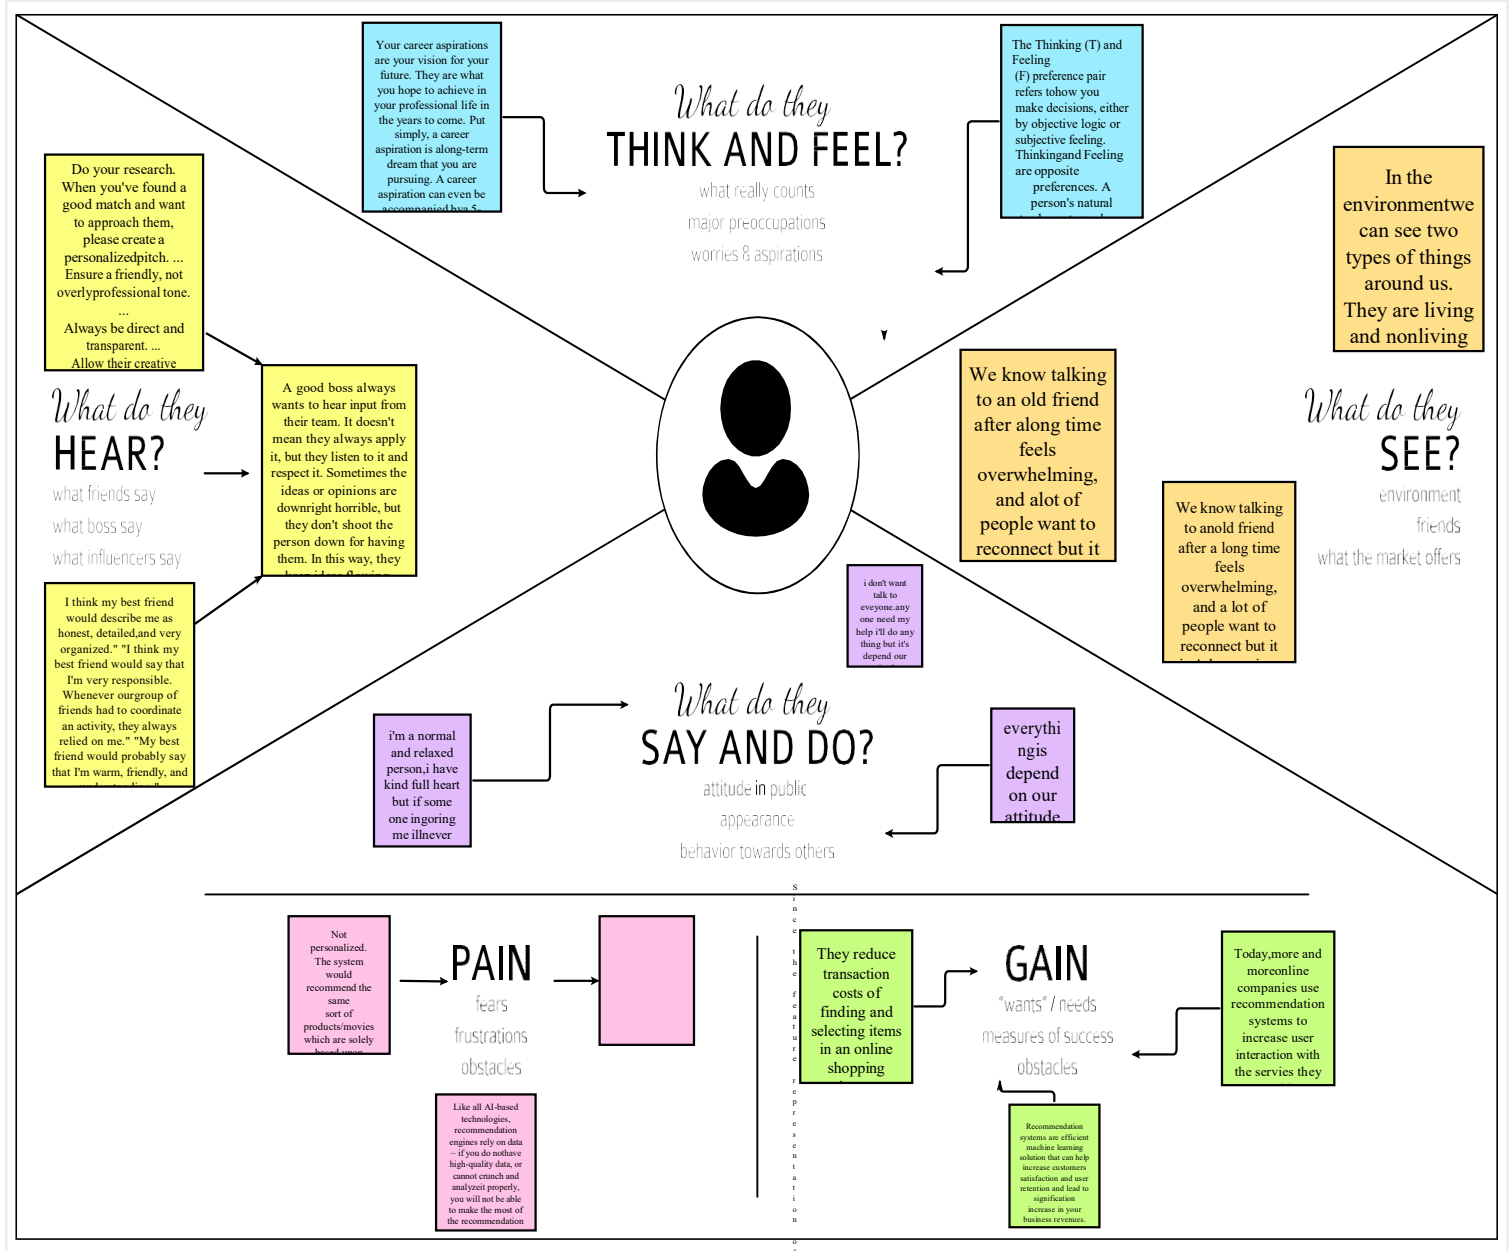 Your career aspirations
are your vision for your
future. They are what
you hope to achieve in
your professional life in
the years to come. Put
simply, a career
aspiration is along-term
dream that you are
pursuing. A career
aspiration can even be
accompanied bya 5-
What do they
THINK AND FEEL?
what really counts
major preoccupations
worries & aspirations
The Thinking (T) and
Feeling
(F) preference pair
refers tohow you
make decisions, either
by objective logic or
subjective feeling.
Thinkingand Feeling
are opposite
preferences. A
person's natural
Do your research.
When you've found a
good match and want
to approach them,
please create a
personalizedpitch. ...
Ensure a friendly, not
overlyprofessional tone.
...
Always be direct and
transparent. ...
Allow their creative
What do they
HEAR?
what friends say
what boss say
what influencers say
A good boss always
wants to hear input from
their team. It doesn't
mean they always apply
it, but they listen to it and
respect it. Sometimes the
ideas or opinions are
downright horrible, but
they don't shoot the
person down for having
them. In this way, they
keep ideas flowing
I think my best friend
would describe me as
honest, detailed,and very
organized." "I think my
best friend would say that
I'm very responsible.
Whenever ourgroup of
friends had to coordinate
an activity, they always
relied on me." "My best
friend would probably say
that I'm warm, friendly, and
In the
environmentwe
can see two
types of things
around us.
They are living
and nonliving
We know talking
to an old friend
after along time
feels
overwhelming,
and alot of
people want to
reconnect but it
What do they
SEE?
environment
friends
what the market offers
We know talking
to anold friend
after a long time
feels
overwhelming,
and a lot of
people want to
reconnect but it
i don't want
talk to
eveyone.any
one need my
help i'll do any
thing but it's
depend our
What do they
SAY AND DO?
attitude in public
appearance
behavior towards others
i'm a normal
and relaxed
person,i have
kind full heart
but if some
one ingoring
me illnever
everythi
ngis
depend
on our
attitude
Not
personalized.
The system
would
recommend the
same
sort of
products/movies
which are solely
based upon
PAIN
fears
frustrations
obstacles
Like all AI-based
technologies,
recommendation
engines rely on data
– if you do nothave
high-quality data, or
cannot crunch and
analyzeit properly,
you will not be able
to make the most of
the recommendation
Since the feature representation of
They reduce
transaction
costs of
finding and
selecting items
in an online
shopping
GAIN
"wants" / needs
measures of success
obstacles
Today,more and
moreonline
companies use
recommendation
systems to
increase user
interaction with
the servies they
Recommendation
systems are efficient
machine learning
solution that can help
increase customers
satisfaction and user
retention and lead to
signification
increase in your
business revenues.